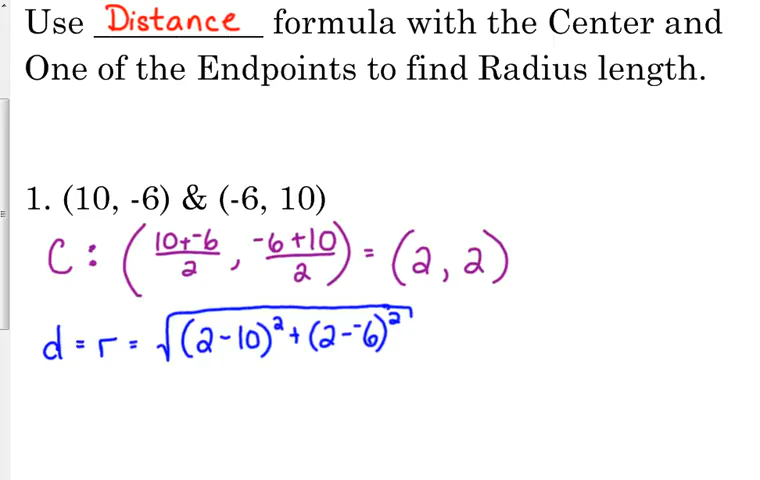 Use Distance formula with the Center and
One of the Endpoints to find Radius length.
1. (10, -6) & (-6, 10)
C : (10+-6/2, -6+10/2) = (2, 2)
d = r = √(2-10)²+(2--6)²